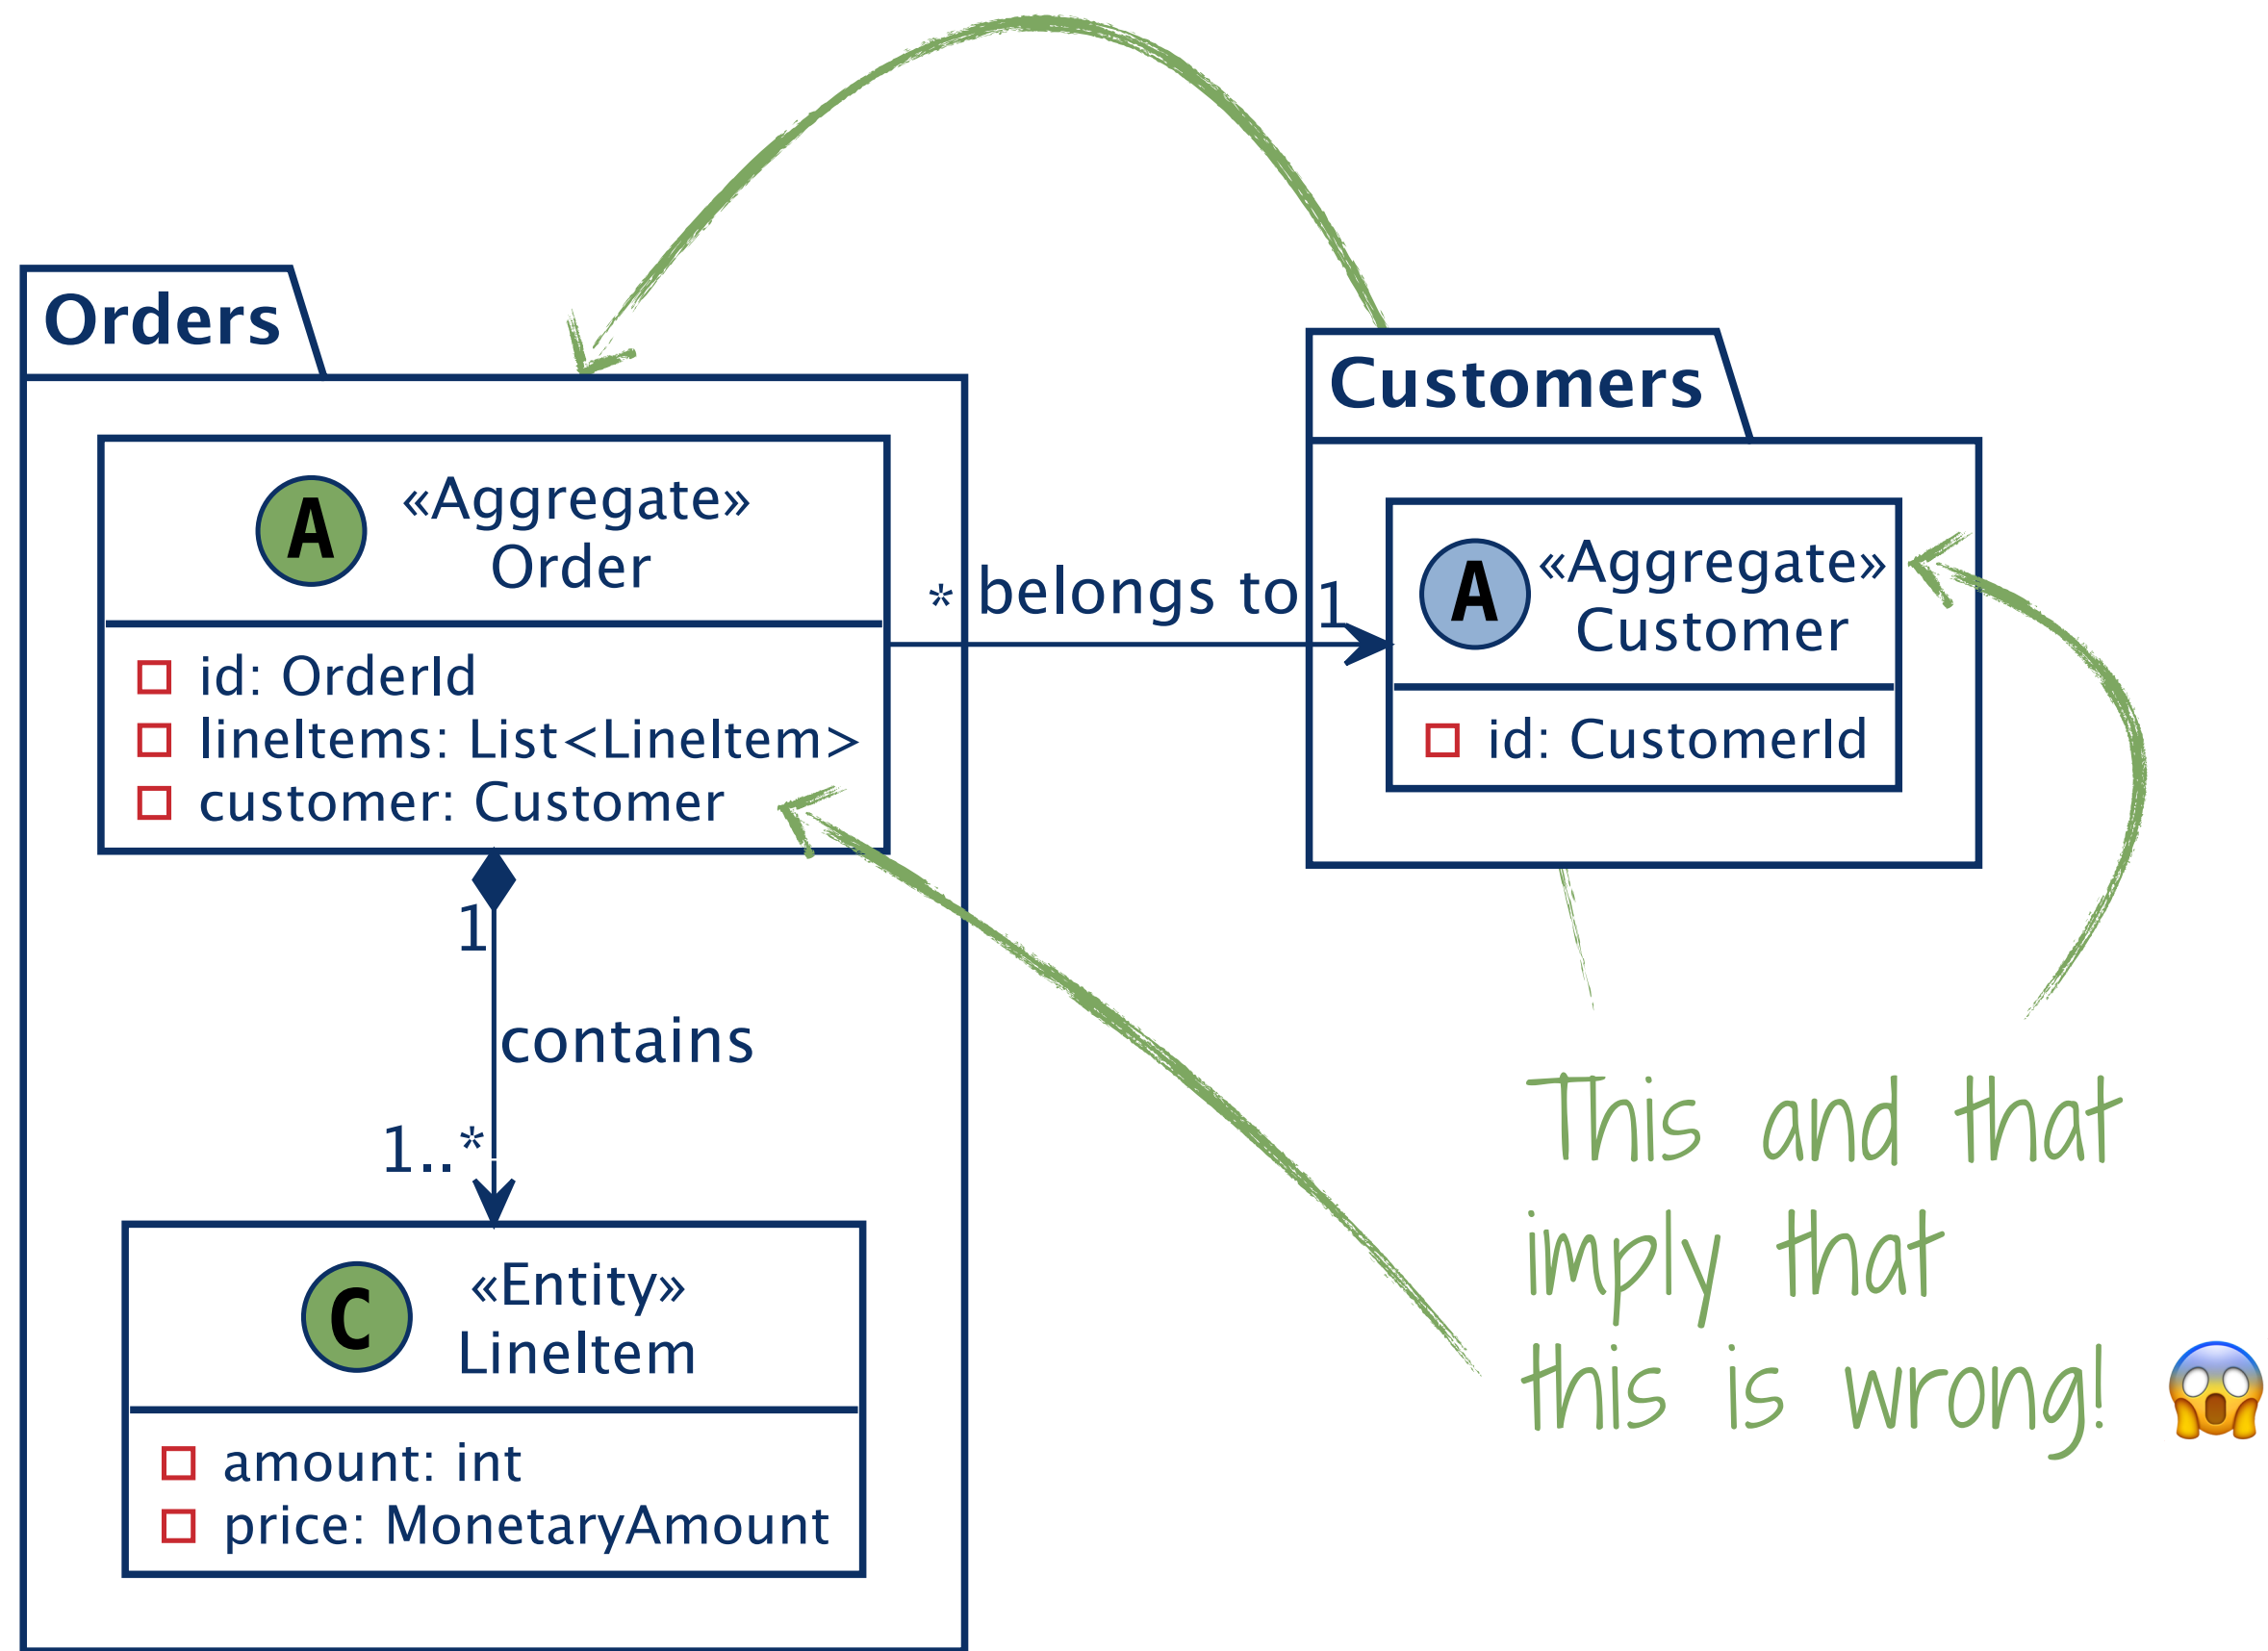 Orders
«Aggregate»
Order
id: OrderId
lineItems: List<LineItem>
customer: Customer
* belongs to 1
Customers
«Aggregate»
Customer
id: CustomerId
1
contains
1..*
«Entity»
LineItem
amount: int
price: MonetaryAmount
A
A
C
This and that
imply that
this is wrong! 😱